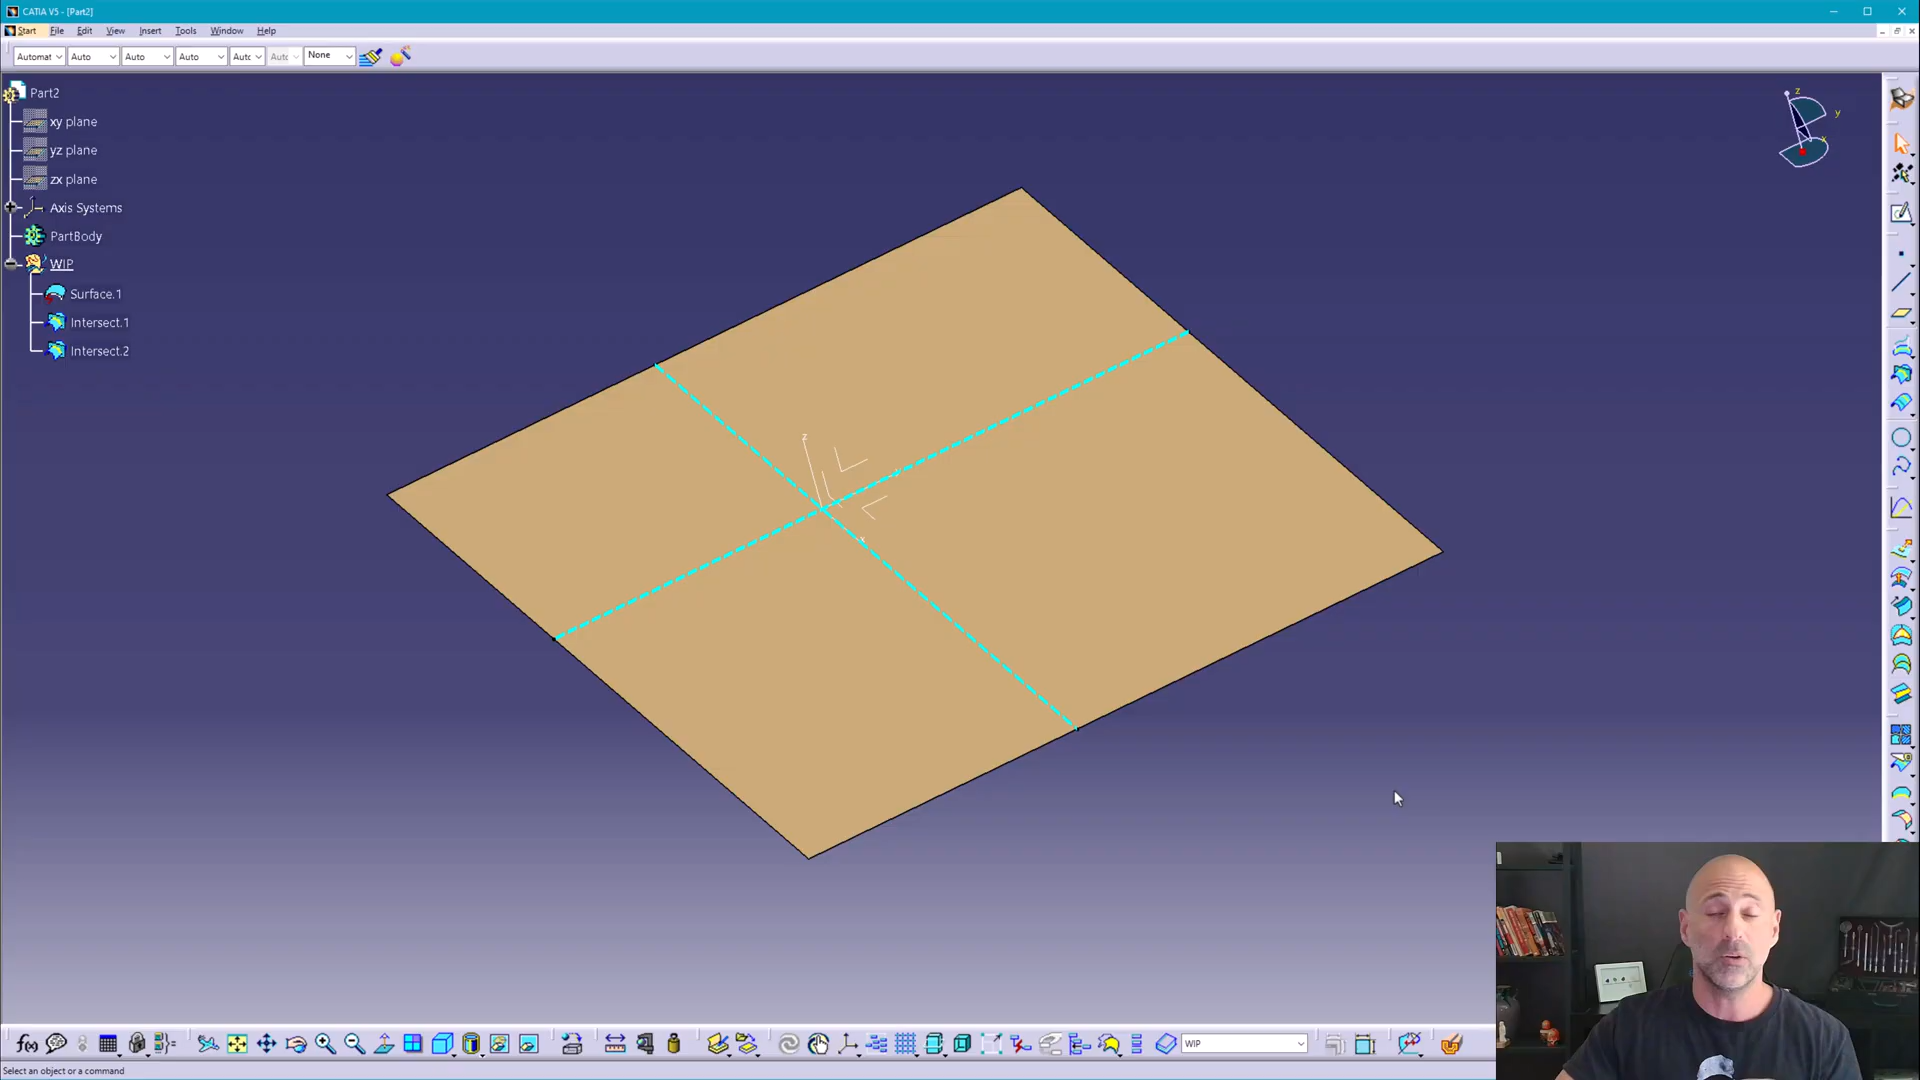 CATIA V5 - [Part2]
Start File Edit View Insert Tools Window Help
Automat Auto Auto Auto Auto None
Part2
xy plane
yz plane
zx plane
Axis Systems
PartBody
WIP
Surface.1
Intersect.1
Intersect.2
z
y
x
z
x
WIP
Select an object or a command